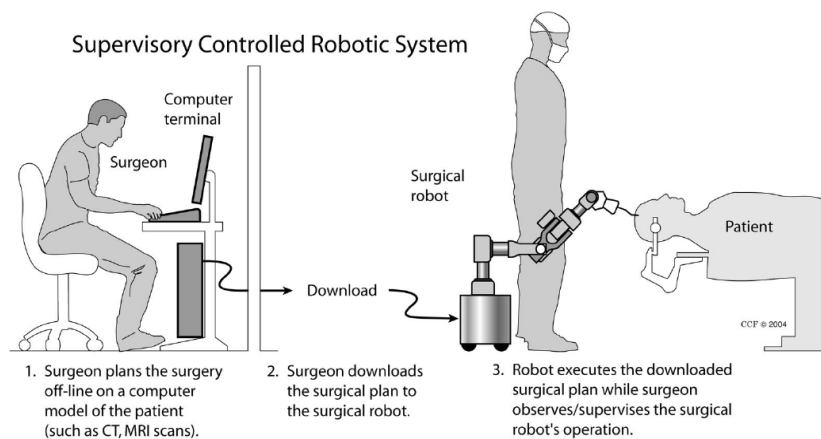 Supervisory Controlled Robotic System
Computer
terminal
Surgeon
Surgical
robot
Patient
Download
CCF © 2004
1. Surgeon plans the surgery
off-line on a computer
model of the patient
(such as CT, MRI scans).
2. Surgeon downloads
the surgical plan to
the surgical robot.
3. Robot executes the downloaded
surgical plan while surgeon
observes/supervises the surgical
robot's operation.